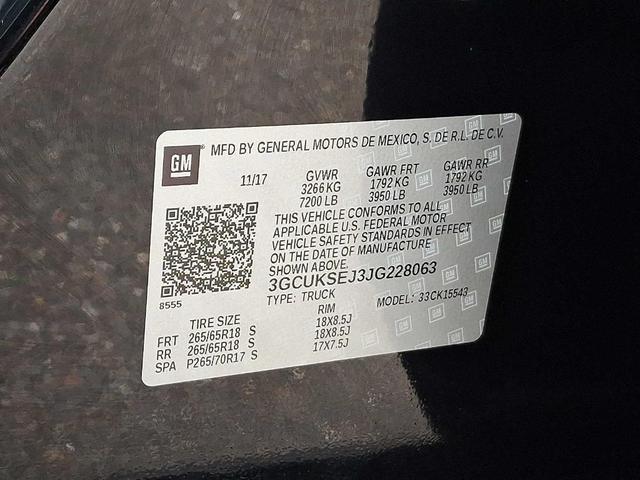 GM
MFD BY GENERAL MOTORS DE MEXICO, S. DE R.L. DE C.V.
11/17 GVWR GAWR FRT GAWR RR
3266 KG 1792 KG 1792 KG
7200 LB 3950 LB 3950 LB
THIS VEHICLE CONFORMS TO ALL
APPLICABLE U.S. FEDERAL MOTOR
VEHICLE SAFETY STANDARDS IN EFFECT
ON THE DATE OF MANUFACTURE
SHOWN ABOVE.
3GCUKSEJ3JG228063
8555
TYPE: TRUCK MODEL: 33CK15543
TIRE SIZE RIM
FRT 265/65R18 S 18X8.5J
RR 265/65R18 S 18X8.5J
SPA P265/70R17 S 17X7.5J